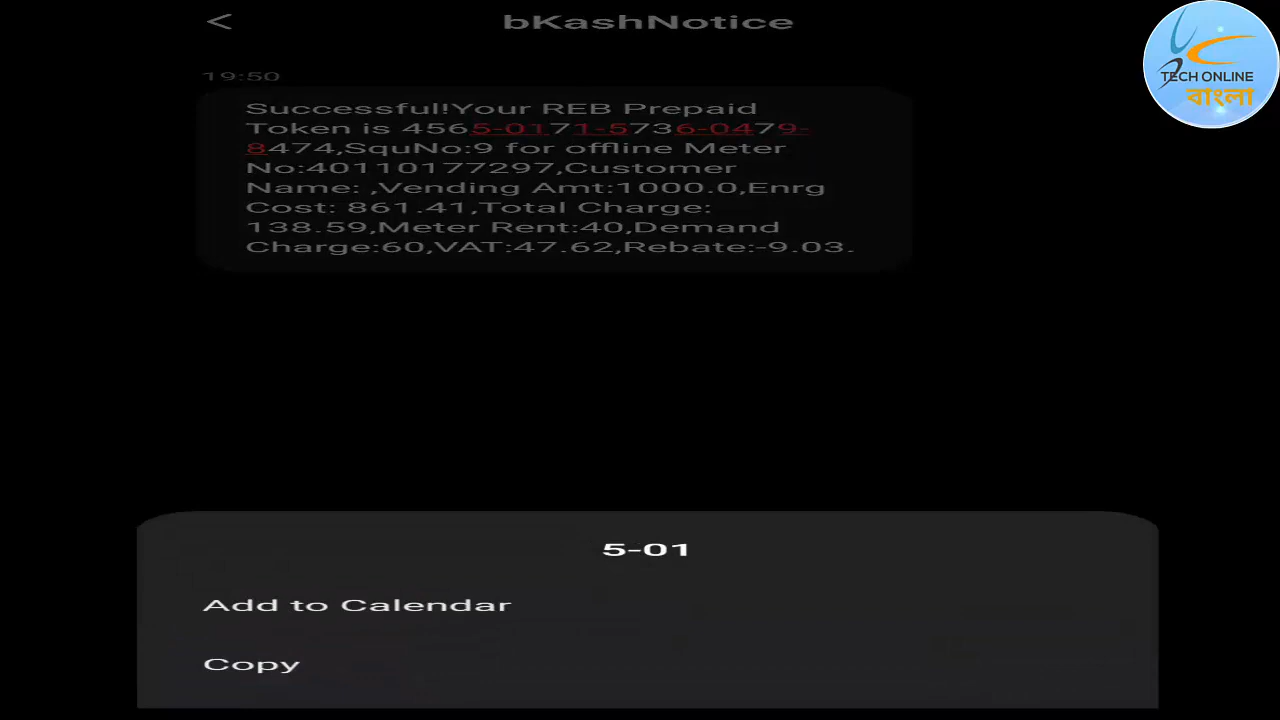 bKashNotice
TECH ONLINE
বাংলা
19:50
Successful!Your REB Prepaid
Token is 4565-0171-5736-0479-
8474,SquNo:9 for offline Meter
No:40110177297,Customer
Name: ,Vending Amt:1000.0,Enrg
Cost: 861.41,Total Charge:
138.59,Meter Rent:40,Demand
Charge:60,VAT:47.62,Rebate:-9.03.
5-01
Add to Calendar
Copy